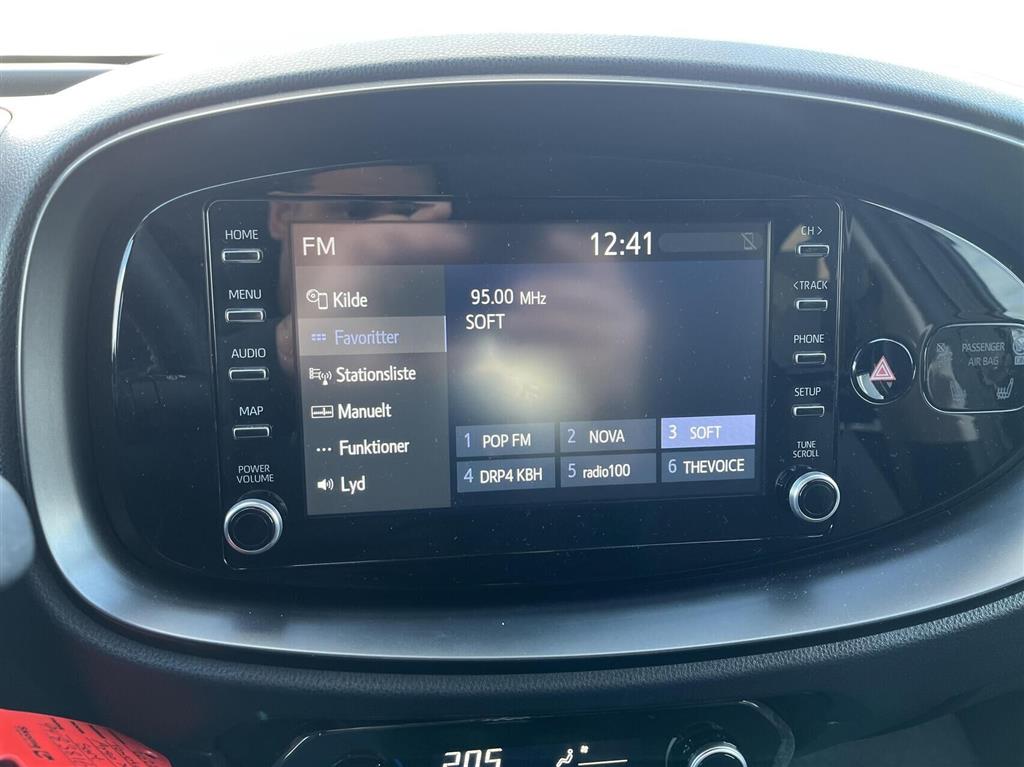 HOME
MENU
AUDIO
MAP
POWER
VOLUME
FM
12:41
Kilde
Favoritter
Stationsliste
Manuelt
Funktioner
Lyd
95.00 MHz
SOFT
1 POP FM
2 NOVA
3 SOFT
4 DRP4 KBH
5 radio100
6 THEVOICE
CH >
< TRACK
PHONE
SETUP
TUNE
SCROLL
PASSENGER
AIR BAG
205